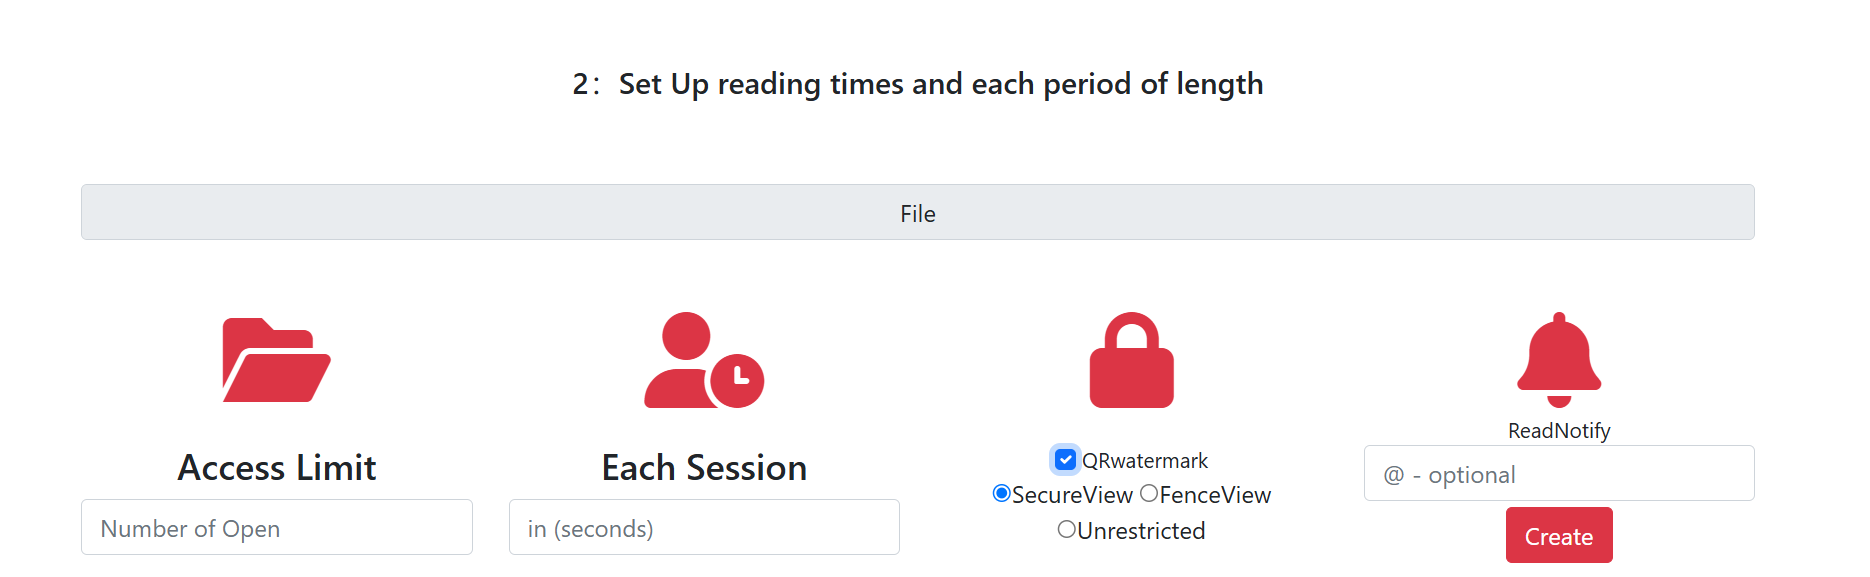 2：Set Up reading times and each period of length
File
Access Limit
Number of Open
Each Session
in (seconds)
QRwatermark
SecureView FenceView
Unrestricted
ReadNotify
@ - optional
Create